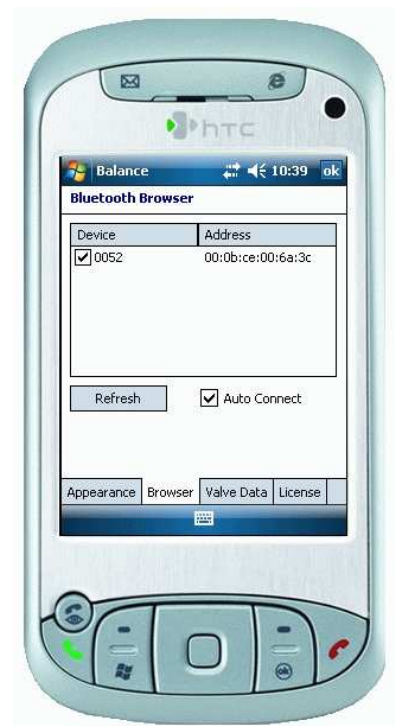 hTC
Balance 10:39 ok
Bluetooth Browser
Device Address
0052 00:0b:ce:00:6a:3c
Refresh Auto Connect
Appearance Browser Valve Data License
ok